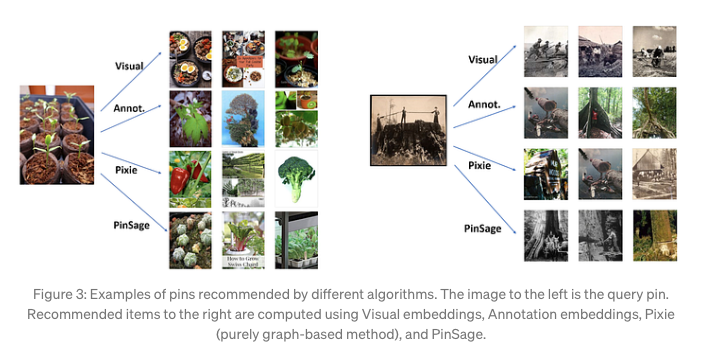 Visual
Annot.
Pixie
PinSage
How to Grow
Swiss Chard
Visual
Annot.
Pixie
PinSage
Figure 3: Examples of pins recommended by different algorithms. The image to the left is the query pin.
Recommended items to the right are computed using Visual embeddings, Annotation embeddings, Pixie
(purely graph-based method), and PinSage.